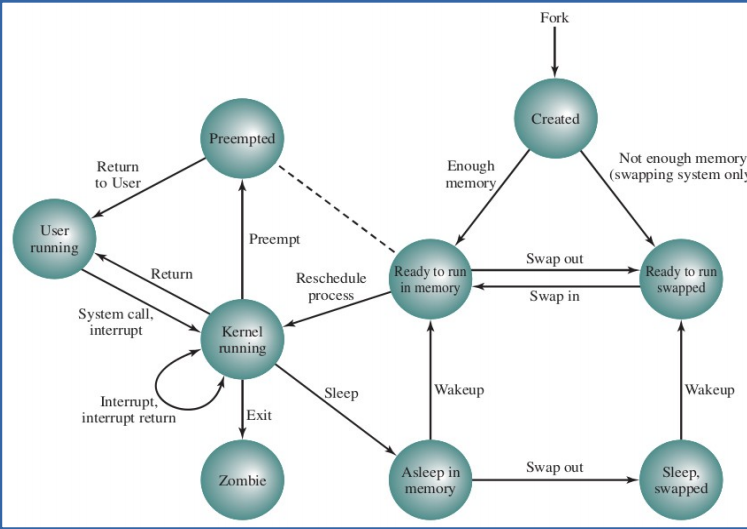 Fork
Created
Preempted
Not enough memory
(swapping system only
Enough
memory
Return
to User
User
running
Preempt
Return
Reschedule
process
Ready to run
in memory
Swap out
Swap in
Ready to run
swapped
System call,
interrupt
Kernel
running
Interrupt,
interrupt return
Sleep
Wakeup
Wakeup
Exit
Zombie
Asleep in
memory
Swap out
Sleep,
swapped